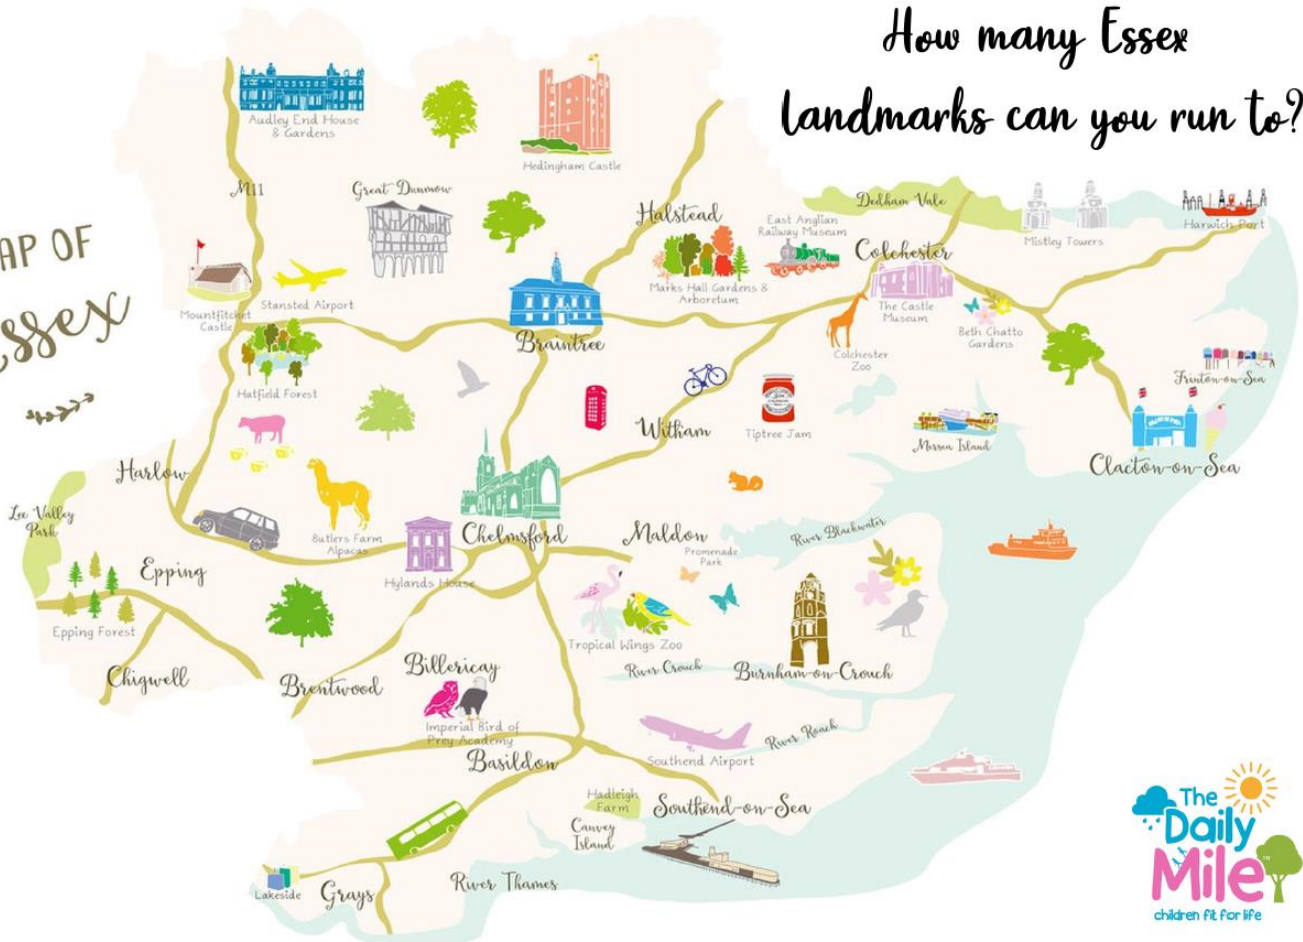 How many Essex
landmarks can you run to?
AP OF
ssex
Audley End House
& Gardens
Hedingham Castle
M11
Great Dunmow
Halstead
East Anglian
Railway Museum
Dedham Vale
Mistley Towers
Harwich Port
Colchester
Marks Hall Gardens &
Arboretum
The Castle
Museum
Mountfitchet
Castle
Stansted Airport
Braintree
Colchester
Zoo
Beth Chatto
Gardens
Frinton-on-Sea
Hatfield Forest
Witham
Tiptree Jam
Mersea Island
Clacton-on-Sea
Harlow
Lee Valley
Park
Butlers Farm
Alpacas
Chelmsford
Maldon
Promenade
Park
River Blackwater
Epping
Hylands House
Epping Forest
Tropical Wings Zoo
River Crouch
Burnham-on-Crouch
Chigwell
Brentwood
Billericay
Imperial Bird of
Prey Academy
Basildon
Southend Airport
River Roach
Hadleigh
Farm
Southend-on-Sea
Canvey
Island
Lakeside
Grays
River Thames
The
Daily
Mile™
children fit for life